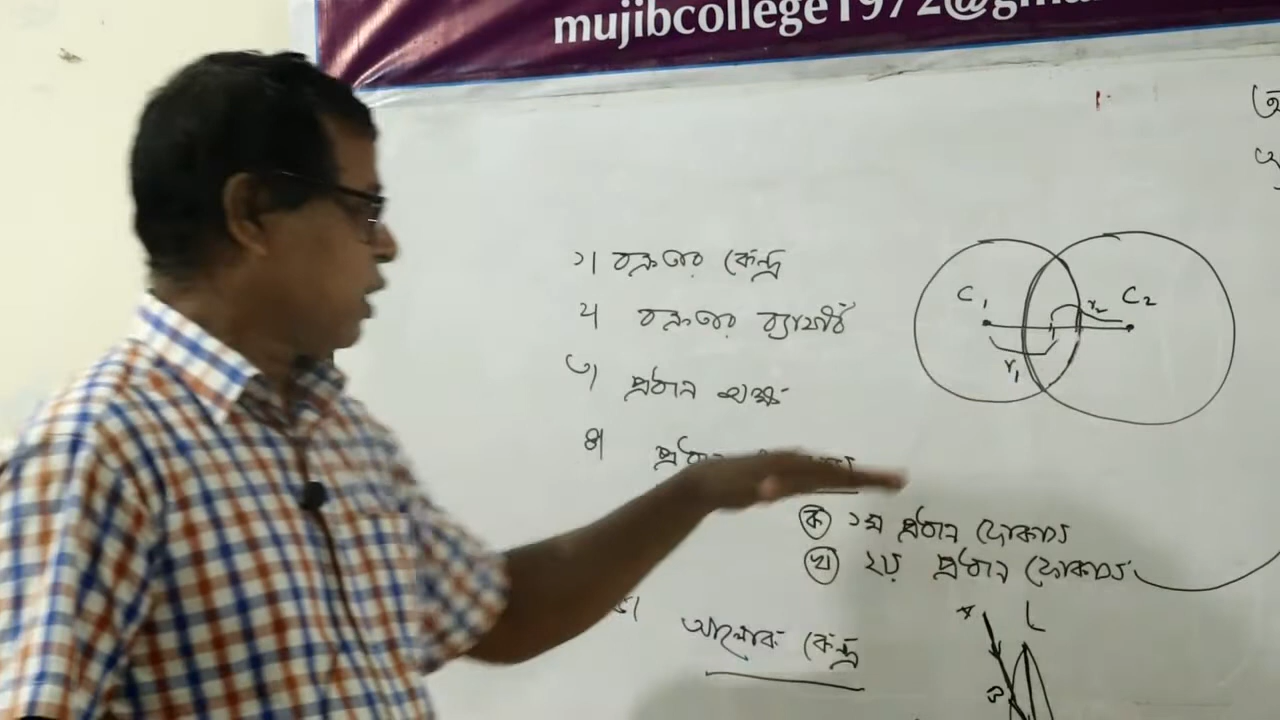 mujibcollege1972@gma
১। বক্রতার কেন্দ্র
২। বক্রতার ব্যাসার্ধ
৩। প্রধান অক্ষ
৪। প্রধান
ক ১ম প্রধান ফোকাস
খ ২য় প্রধান ফোকাস
আলোক কেন্দ্র
C₁ C₂
r₂
r₁
L